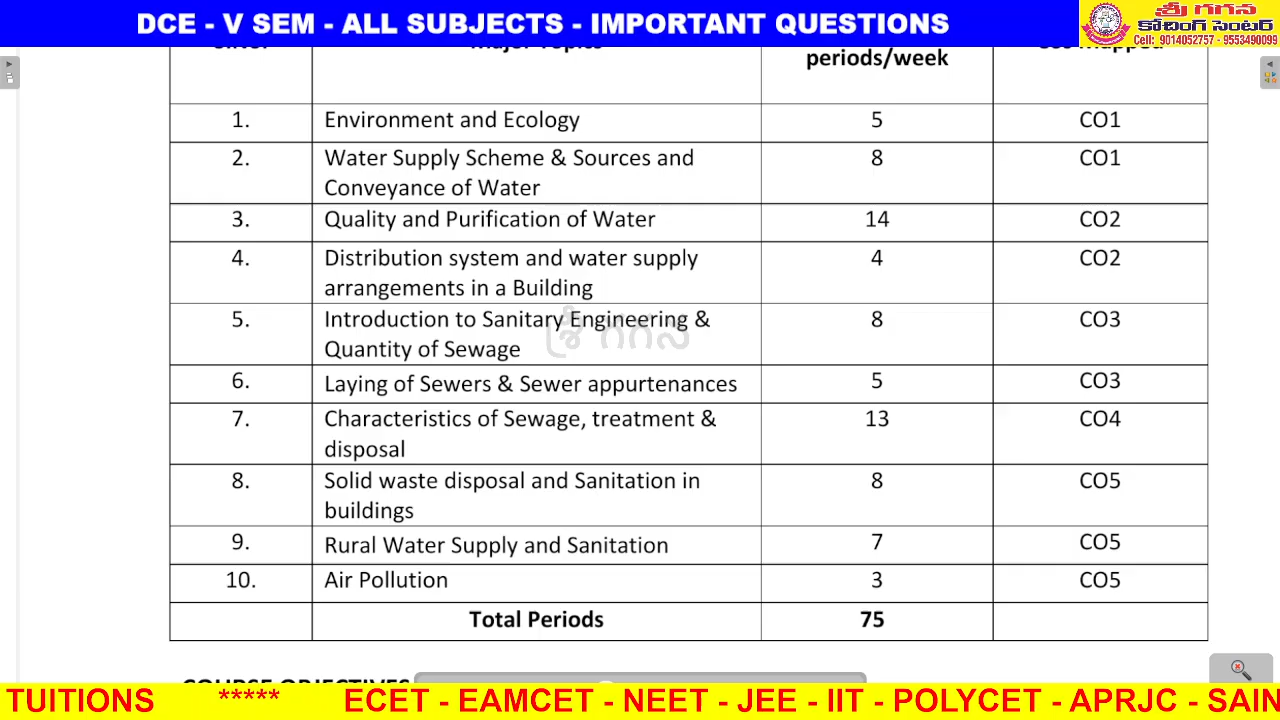 DCE - V SEM - ALL SUBJECTS - IMPORTANT QUESTIONS
శ్రీ గగన
కోచింగ్ సెంటర్
Cell: 9014052757 - 9553490099
Major Topics
periods/week
1. Environment and Ecology 5 CO1
2. Water Supply Scheme & Sources and 8 CO1
Conveyance of Water
3. Quality and Purification of Water 14 CO2
4. Distribution system and water supply 4 CO2
arrangements in a Building
5. Introduction to Sanitary Engineering & 8 CO3
శ్రీ గగన
Quantity of Sewage
6. Laying of Sewers & Sewer appurtenances 5 CO3
7. Characteristics of Sewage, treatment & 13 CO4
disposal
8. Solid waste disposal and Sanitation in 8 CO5
buildings
9. Rural Water Supply and Sanitation 7 CO5
10. Air Pollution 3 CO5
Total Periods 75
COURSE OBJECTIVES
TUITIONS ***** ECET - EAMCET - NEET - JEE - IIT - POLYCET - APRJC - SAIN